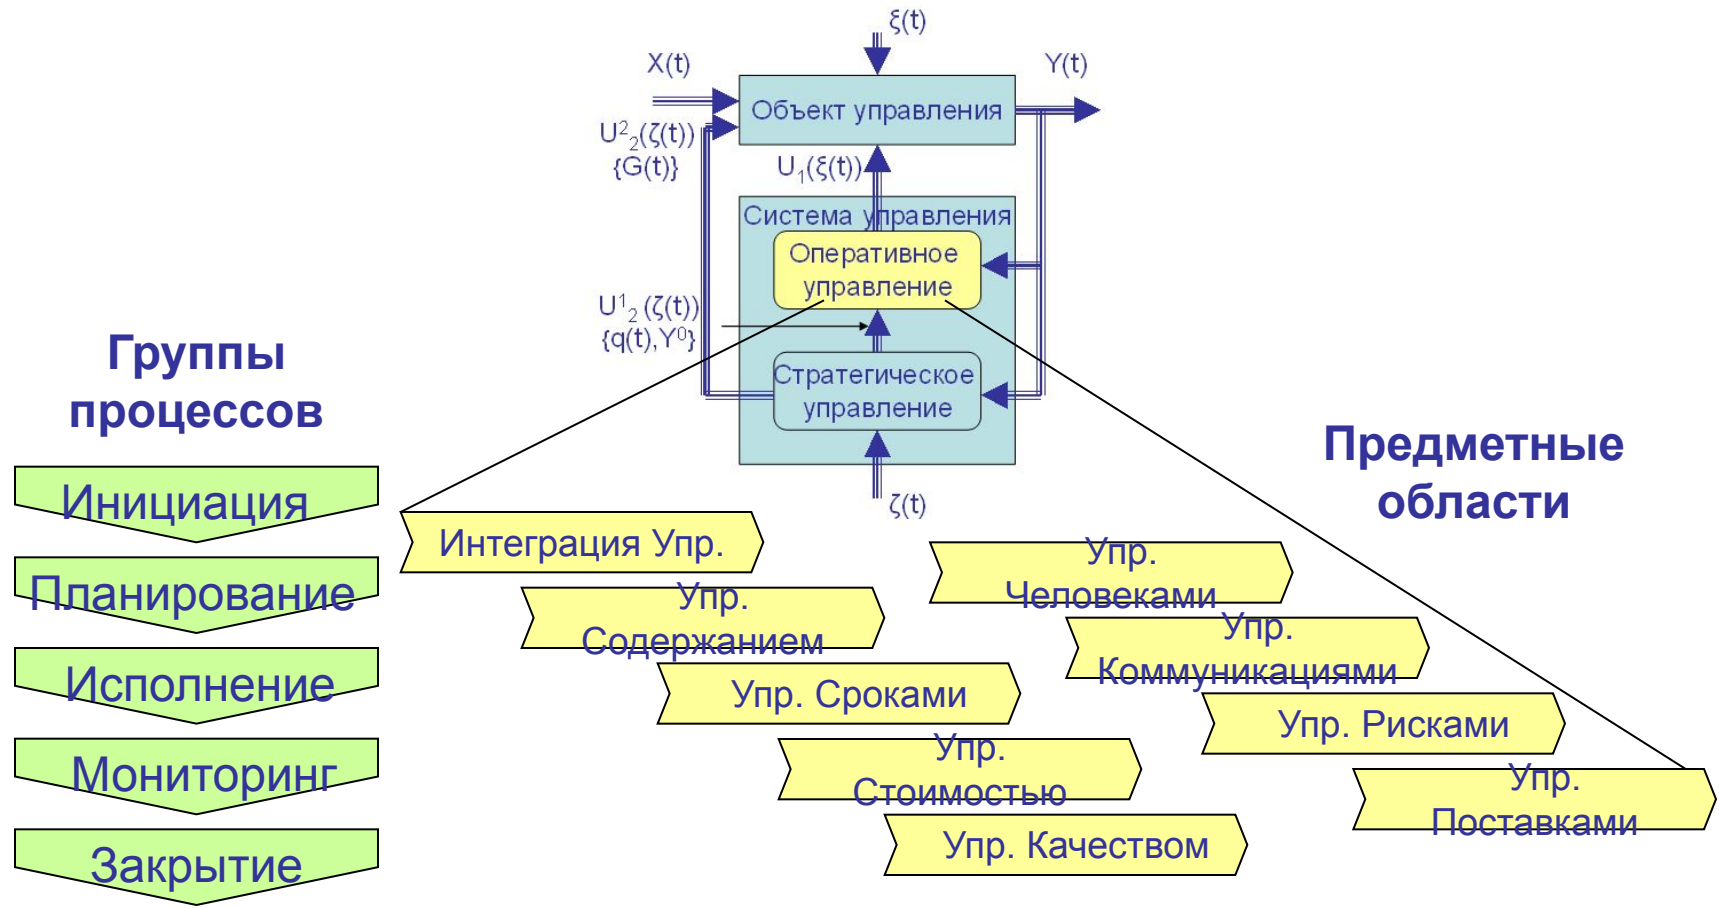 ξ(t)
X(t)
Y(t)
Объект управления
U²₂(ζ(t))
{G(t)}
U₁(ξ(t))
Система управления
Оперативное
управление
U¹₂(ζ(t))
{q(t),Y⁰}
Стратегическое
управление
ζ(t)
Группы
процессов
Инициация
Планирование
Исполнение
Мониторинг
Закрытие
Предметные
области
Интеграция Упр.
Упр.
Содержанием
Упр. Сроками
Упр.
Стоимостью
Упр. Качеством
Упр.
Человеками
Упр.
Коммуникациями
Упр. Рисками
Упр.
Поставками